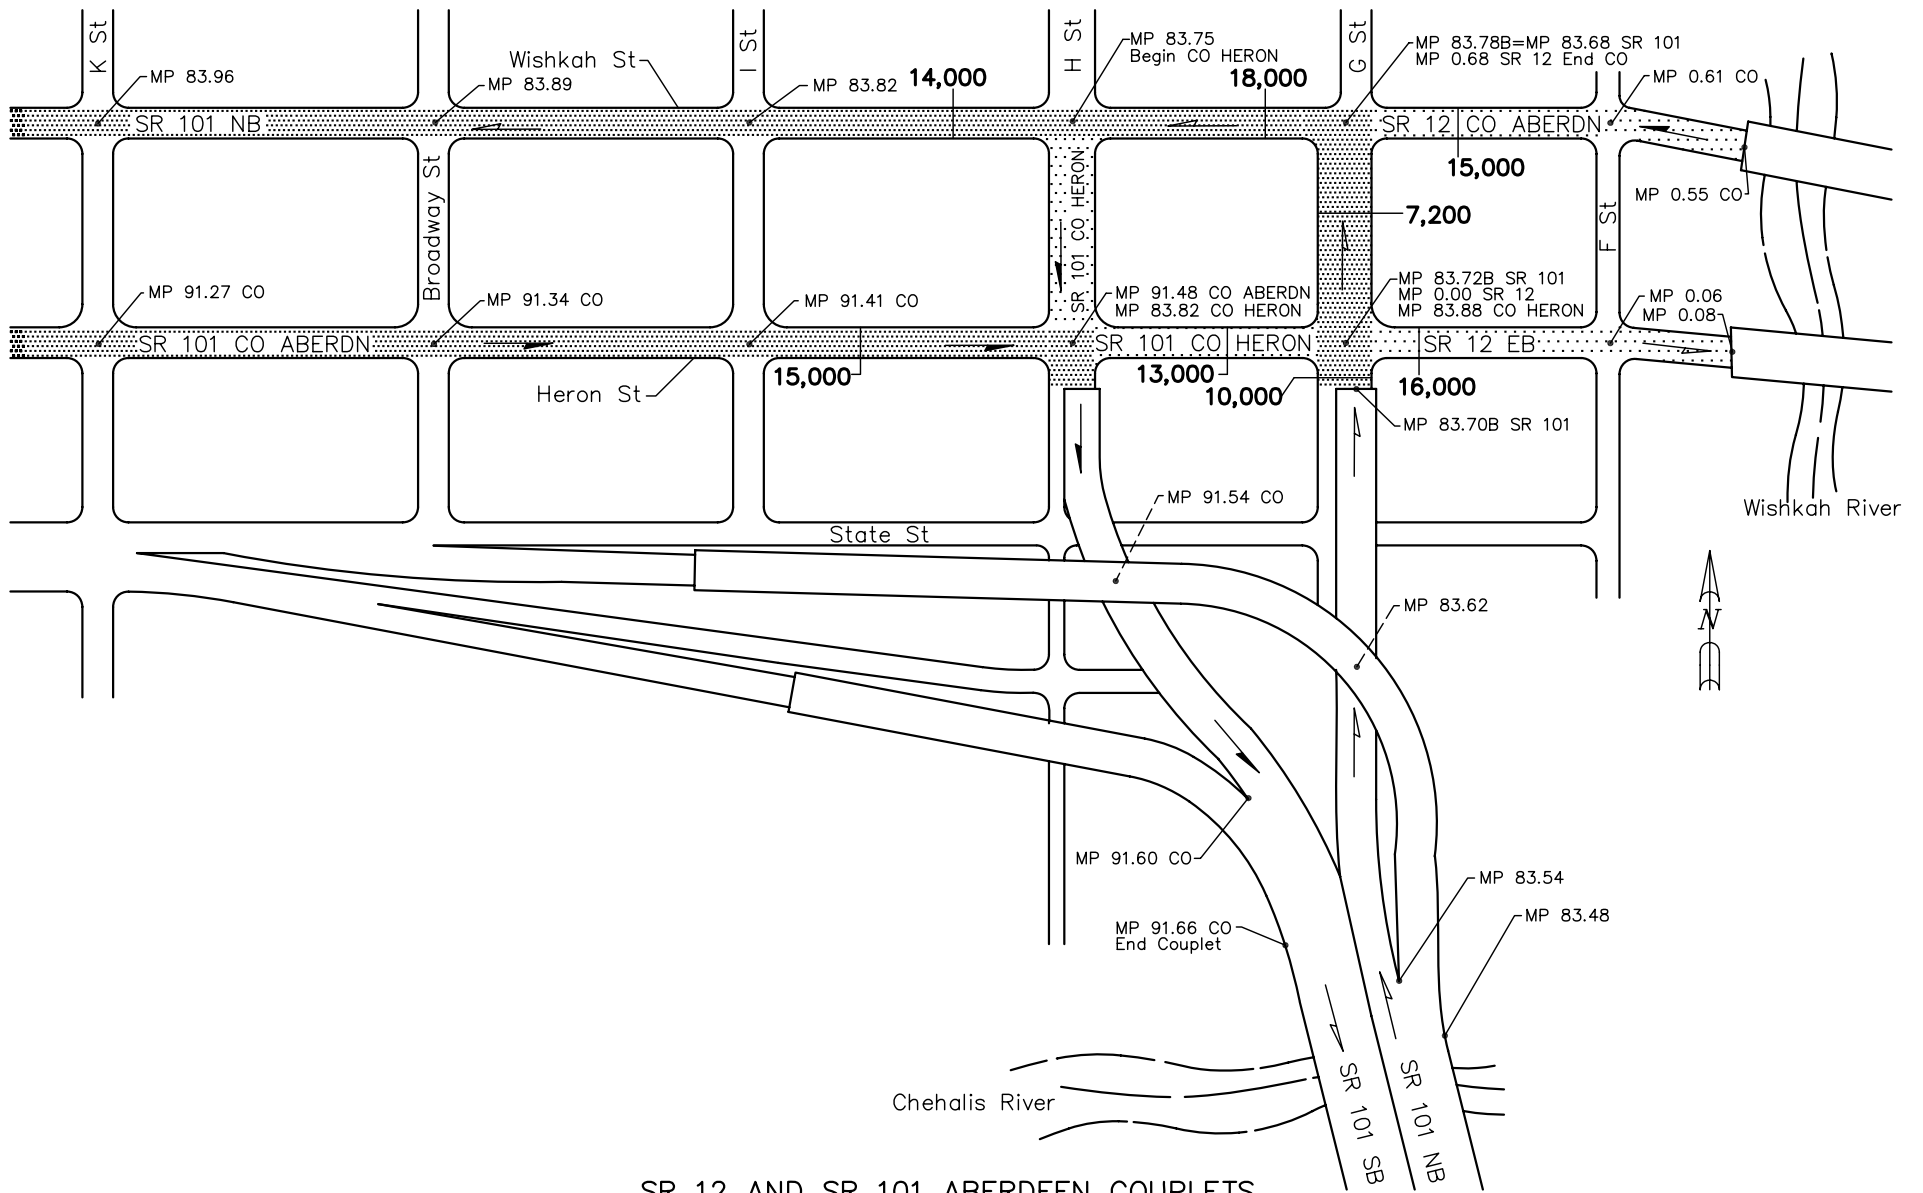 K St
I St
H St
G St
MP 83.96
Wishkah St
MP 83.89
MP 83.82
14,000
MP 83.75
Begin CO HERON
18,000
MP 83.78B=MP 83.68 SR 101
MP 0.68 SR 12 End CO
MP 0.61 CO
SR 101 NB
SR 12 CO ABERDN
15,000
MP 0.55 CO
Broadway St
SR 101 CO HERON
7,200
F St
MP 91.27 CO
MP 91.34 CO
MP 91.41 CO
MP 91.48 CO ABERDN
MP 83.82 CO HERON
MP 83.72B SR 101
MP 0.00 SR 12
MP 83.88 CO HERON
MP 0.06
MP 0.08
SR 101 CO ABERDN
SR 101 CO HERON
SR 12 EB
Heron St
15,000
13,000
10,000
16,000
MP 83.70B SR 101
MP 91.54 CO
Wishkah River
State St
MP 83.62
N
MP 91.60 CO
MP 83.54
MP 83.48
MP 91.66 CO
End Couplet
Chehalis River
SR 101 SB
SR 101 NB
SR 12 AND SR 101 ABERDEEN COUPLETS